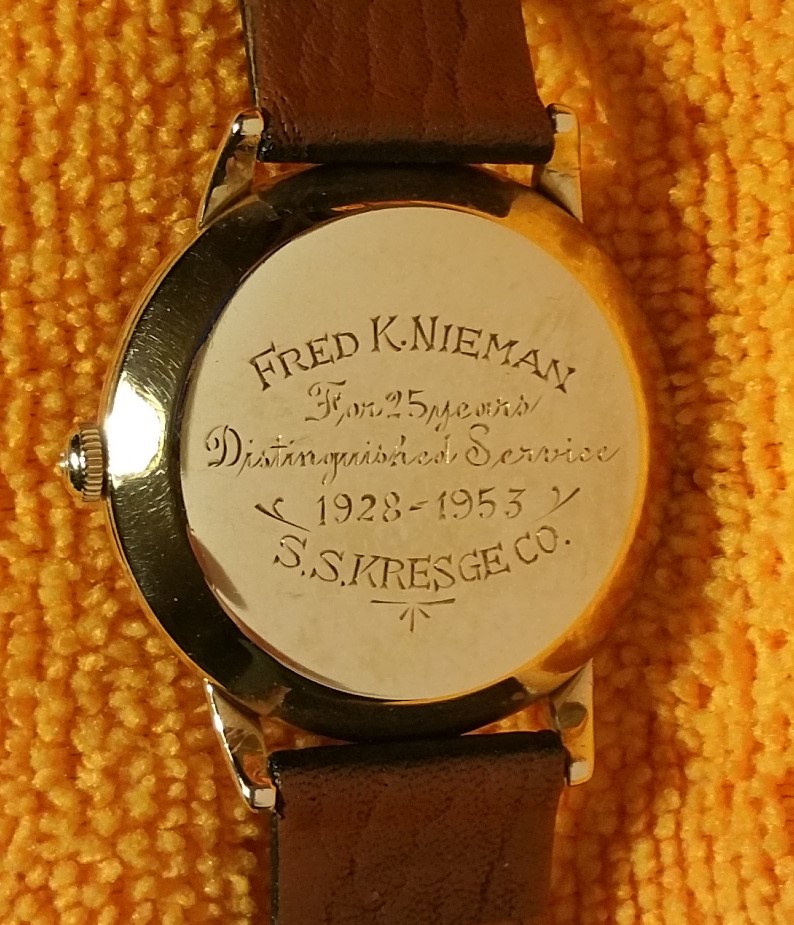 FRED K. NIEMAN
For 25 years
Distinguished Service
1928-1953
S.S. KRESGE CO.